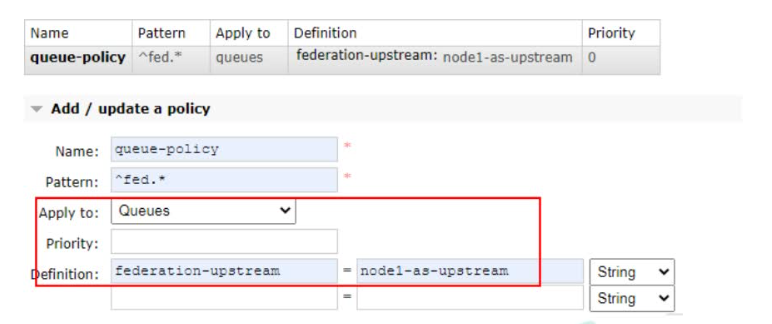 Name Pattern Apply to Definition Priority
queue-policy ^fed.* queues federation-upstream: node1-as-upstream 0
Add / update a policy
Name: queue-policy *
Pattern: ^fed.* *
Apply to: Queues
Priority:
Definition: federation-upstream = node1-as-upstream String
= String